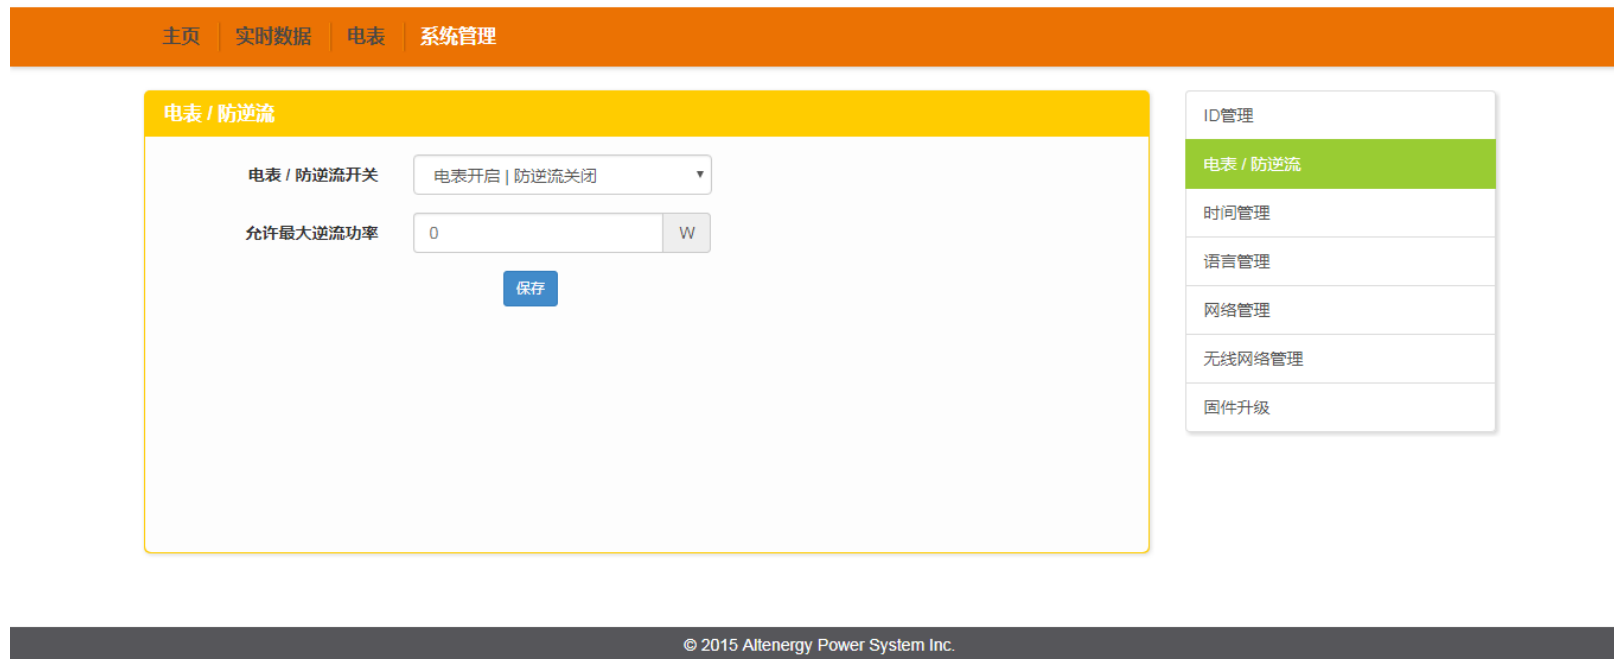 主页 实时数据 电表 系统管理
电表 / 防逆流
电表 / 防逆流开关 电表开启 | 防逆流关闭
允许最大逆流功率 0 W
保存
ID管理
电表 / 防逆流
时间管理
语言管理
网络管理
无线网络管理
固件升级
© 2015 Altenergy Power System Inc.